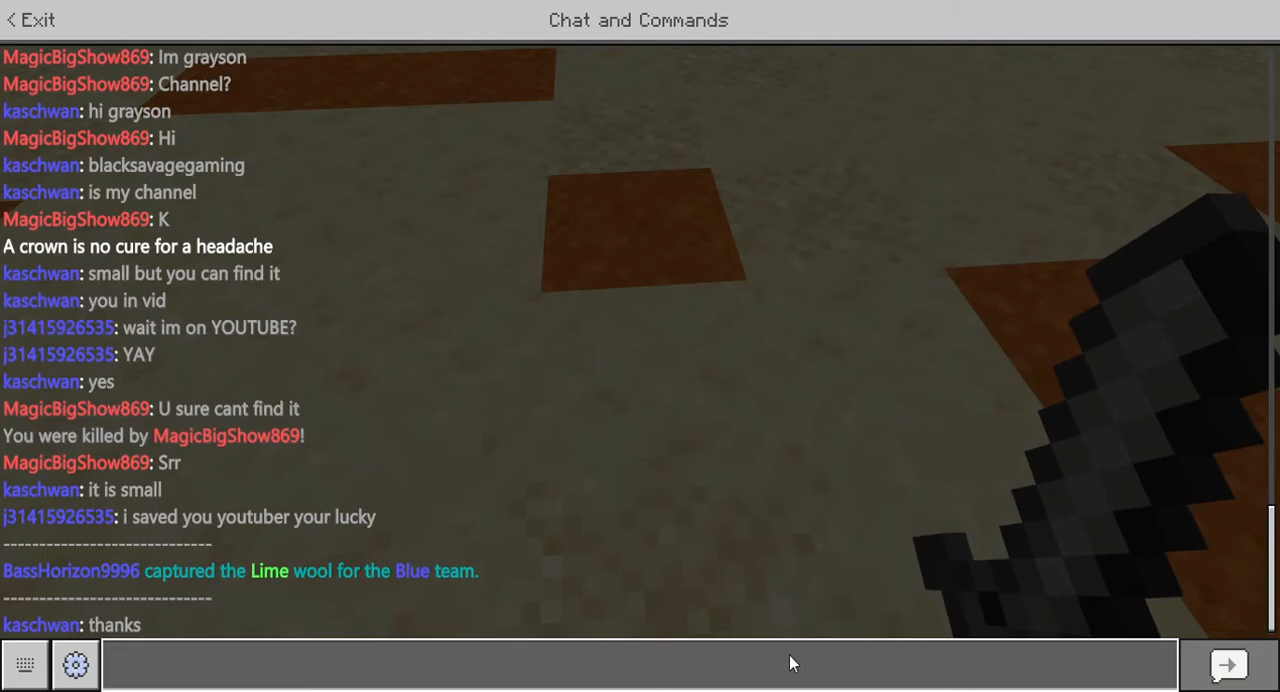 < Exit
Chat and Commands
MagicBigShow869: Im grayson
MagicBigShow869: Channel?
kaschwan: hi grayson
MagicBigShow869: Hi
kaschwan: blacksavagegaming
kaschwan: is my channel
MagicBigShow869: K
A crown is no cure for a headache
kaschwan: small but you can find it
kaschwan: you in vid
j31415926535: wait im on YOUTUBE?
j31415926535: YAY
kaschwan: yes
MagicBigShow869: U sure cant find it
You were killed by MagicBigShow869!
MagicBigShow869: Srr
kaschwan: it is small
j31415926535: i saved you youtuber your lucky
----------------------------
BassHorizon9996 captured the Lime wool for the Blue team.
----------------------------
kaschwan: thanks